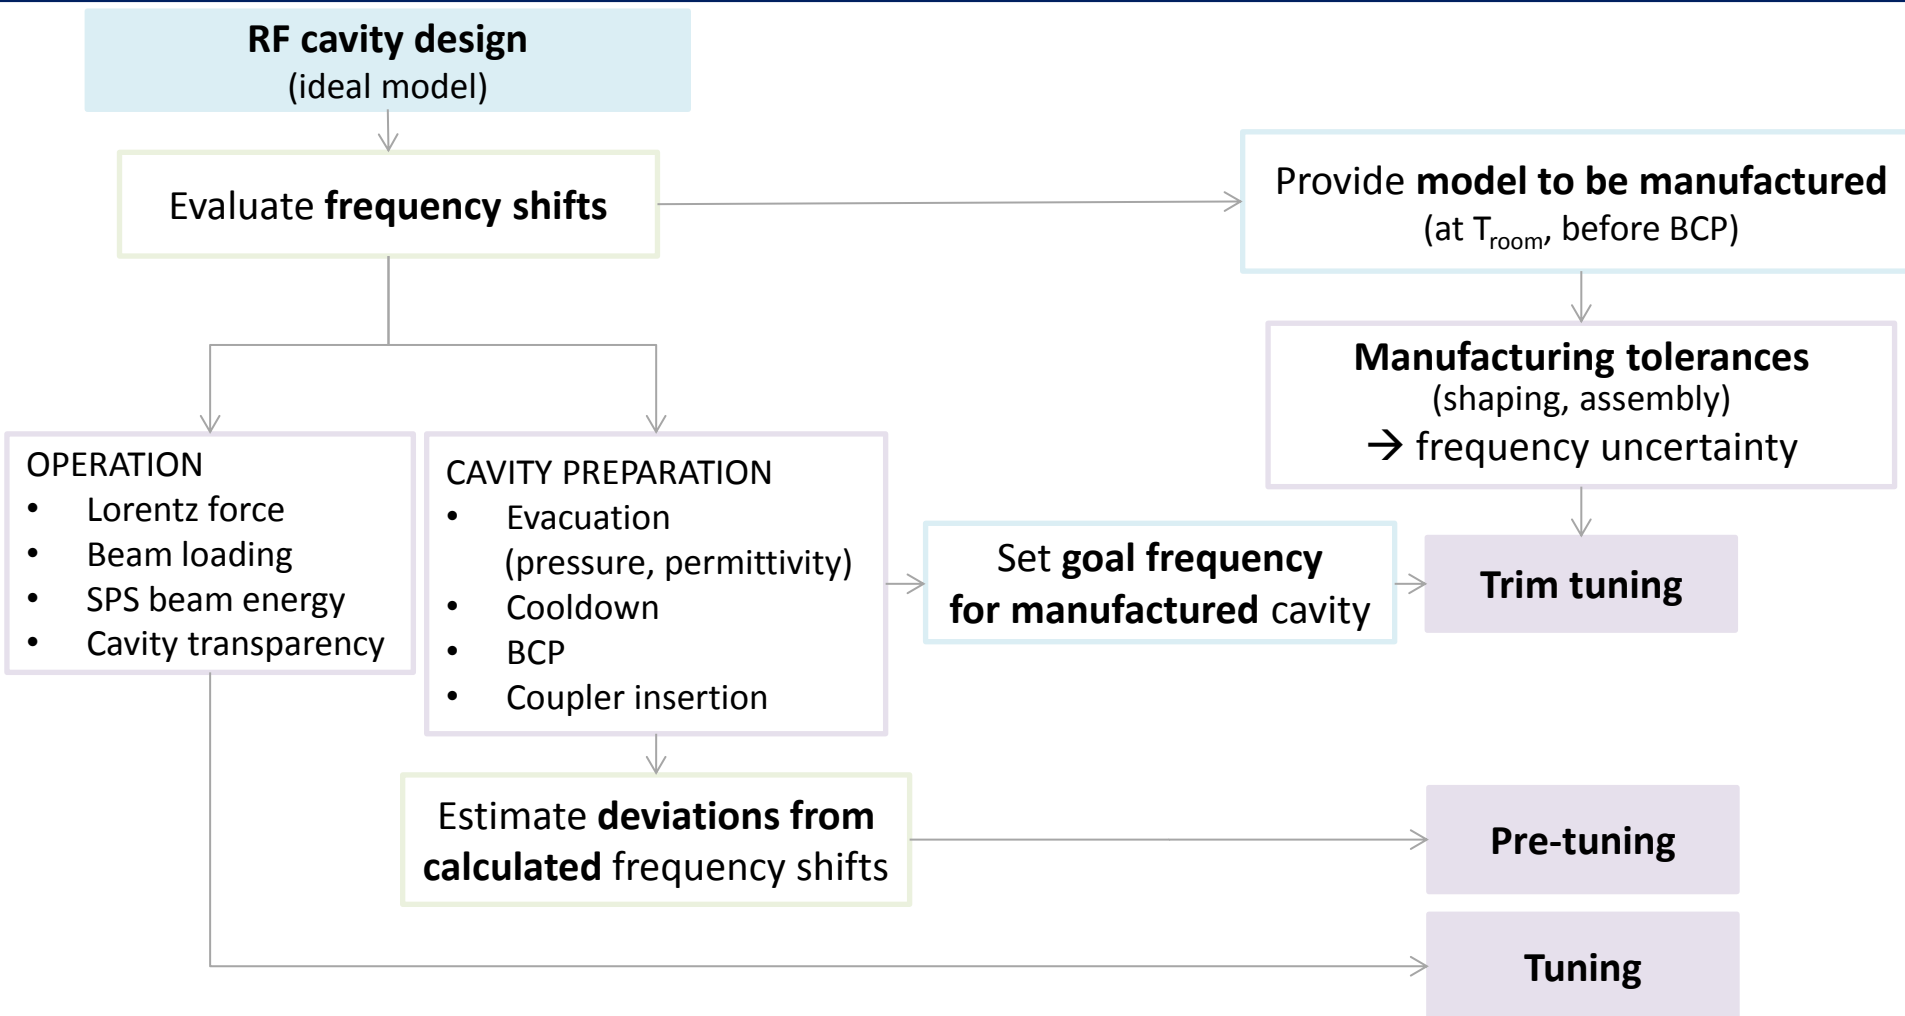 RF cavity design
(ideal model)
Evaluate frequency shifts
Provide model to be manufactured
(at Troom, before BCP)
Manufacturing tolerances
(shaping, assembly)
→ frequency uncertainty
OPERATION
• Lorentz force
• Beam loading
• SPS beam energy
• Cavity transparency
CAVITY PREPARATION
• Evacuation
(pressure, permittivity)
• Cooldown
• BCP
• Coupler insertion
Set goal frequency
for manufactured cavity
Trim tuning
Estimate deviations from
calculated frequency shifts
Pre-tuning
Tuning